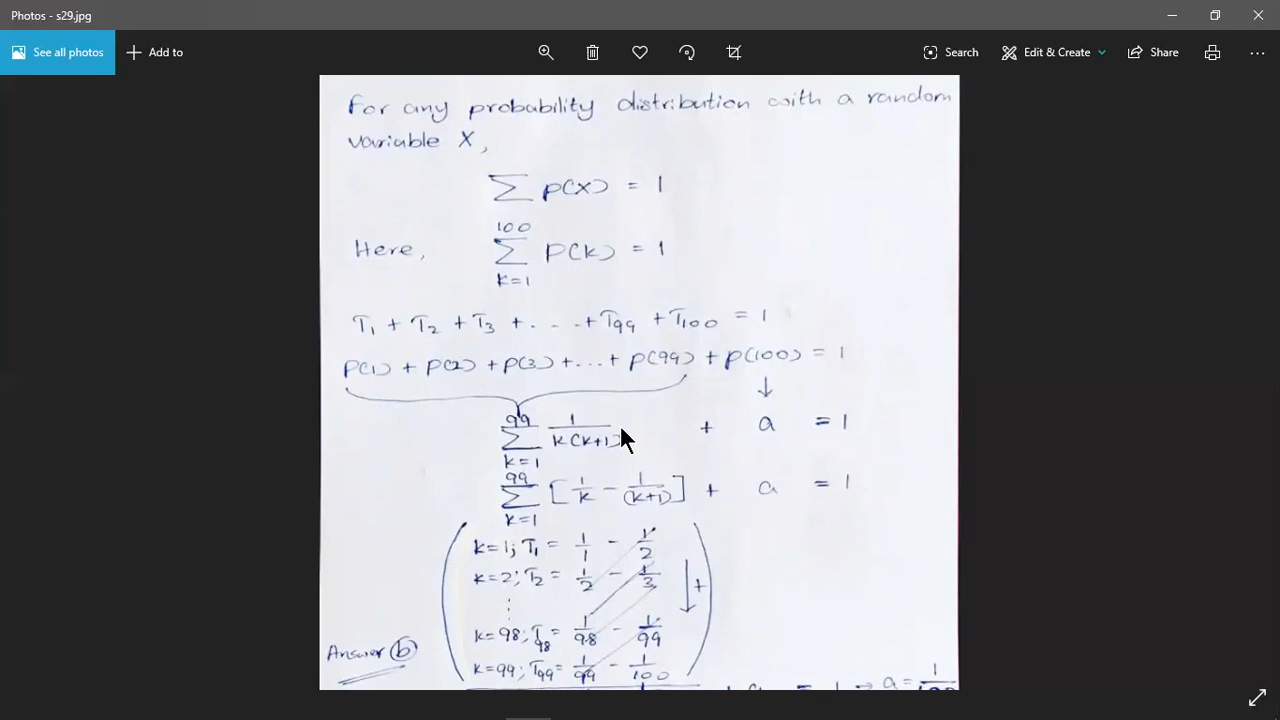 Photos - s29.jpg
See all photos
Add to
Search
Edit & Create
Share
For any probability distribution with a random
variable X,
∑ p(X) = 1
Here, ∑_{k=1}^{100} P(k) = 1
T₁ + T₂ + T₃ + . . . + T₉₉ + T₁₀₀ = 1
p(1) + p(2) + p(3) + ... + p(99) + p(100) = 1
↓
∑_{k=1}^{99} 1/k(k+1) + a = 1
∑_{k=1}^{99} [1/k - 1/(k+1)] + a = 1
k=1; T₁ = 1/1 - 1/2
k=2; T₂ = 1/2 - 1/3
⋮
k=98; T₉₈ = 1/98 - 1/99
k=99; T₉₉ = 1/99 - 1/100
↓ +
Answer (b)